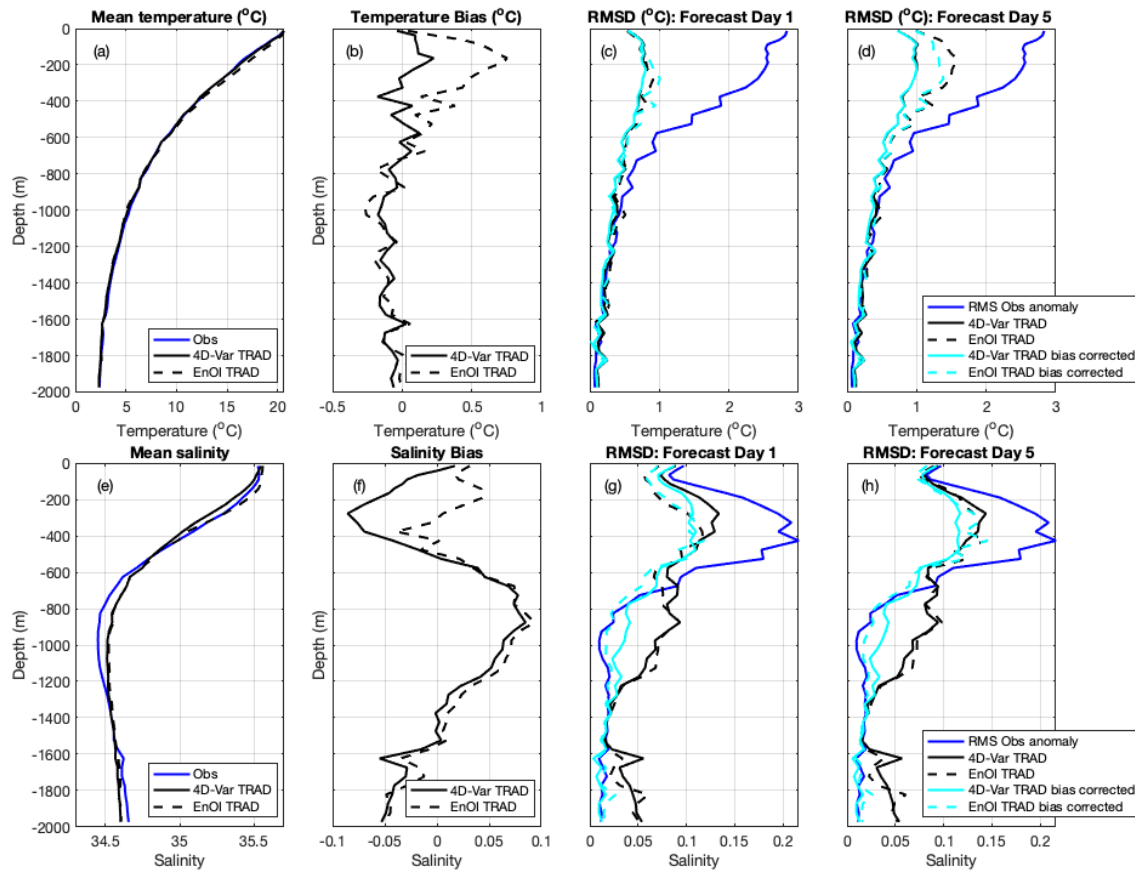 Mean temperature (°C)
Temperature Bias (°C)
RMSD (°C): Forecast Day 1
RMSD (°C): Forecast Day 5
(a)
(b)
(c)
(d)
Depth (m)
0
-200
-400
-600
-800
-1000
-1200
-1400
-1600
-1800
-2000
0 5 10 15 20
Temperature (°C)
Obs
4D-Var TRAD
EnOI TRAD
Depth (m)
-0.5 0 0.5 1
Temperature (°C)
4D-Var TRAD
EnOI TRAD
0 1 2 3
Temperature (°C)
0 1 2 3
Temperature (°C)
RMS Obs anomaly
4D-Var TRAD
EnOI TRAD
4D-Var TRAD bias corrected
EnOI TRAD bias corrected
Mean salinity
Salinity Bias
RMSD: Forecast Day 1
RMSD: Forecast Day 5
(e)
(f)
(g)
(h)
Depth (m)
0
-200
-400
-600
-800
-1000
-1200
-1400
-1600
-1800
-2000
34.5 35 35.5
Salinity
Obs
4D-Var TRAD
EnOI TRAD
Depth (m)
-0.1 -0.05 0 0.05 0.1
Salinity
4D-Var TRAD
EnOI TRAD
0 0.05 0.1 0.15 0.2
Salinity
0 0.05 0.1 0.15 0.2
Salinity
RMS Obs anomaly
4D-Var TRAD
EnOI TRAD
4D-Var TRAD bias corrected
EnOI TRAD bias corrected